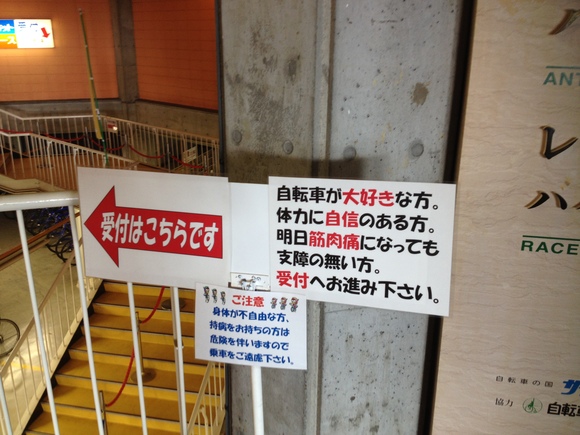 受付はこちらです
自転車が大好きな方。
体力に自信のある方。
明日筋肉痛になっても
支障の無い方。
受付へお進み下さい。
ご注意
身体が不自由な方、
持病をお持ちの方は
危険を伴いますので
乗車をご遠慮下さい。
ANT
レ
ハ
RACE
自転車の国 サ
協力 自転車